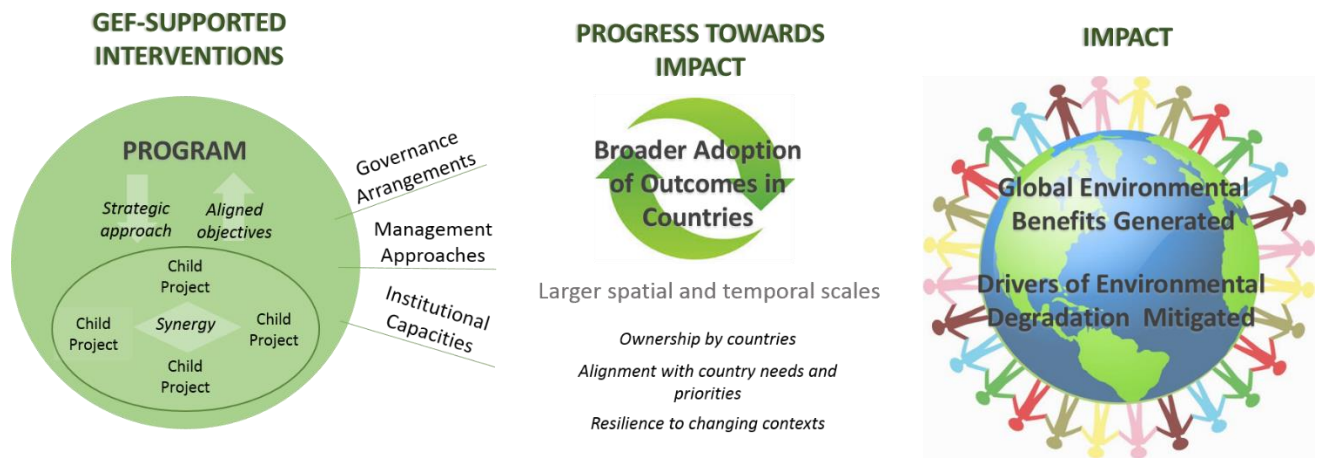 GEF-SUPPORTED
INTERVENTIONS
PROGRAM
Strategic
approach
Aligned
objectives
Child
Project
Child
Project
Synergy
Child
Project
Child
Project
Governance
Arrangements
Management
Approaches
Institutional
Capacities
PROGRESS TOWARDS
IMPACT
Broader Adoption
of Outcomes in
Countries
Larger spatial and temporal scales
Ownership by countries
Alignment with country needs and
priorities
Resilience to changing contexts
IMPACT
Global Environmental
Benefits Generated
Drivers of Environmental
Degradation Mitigated